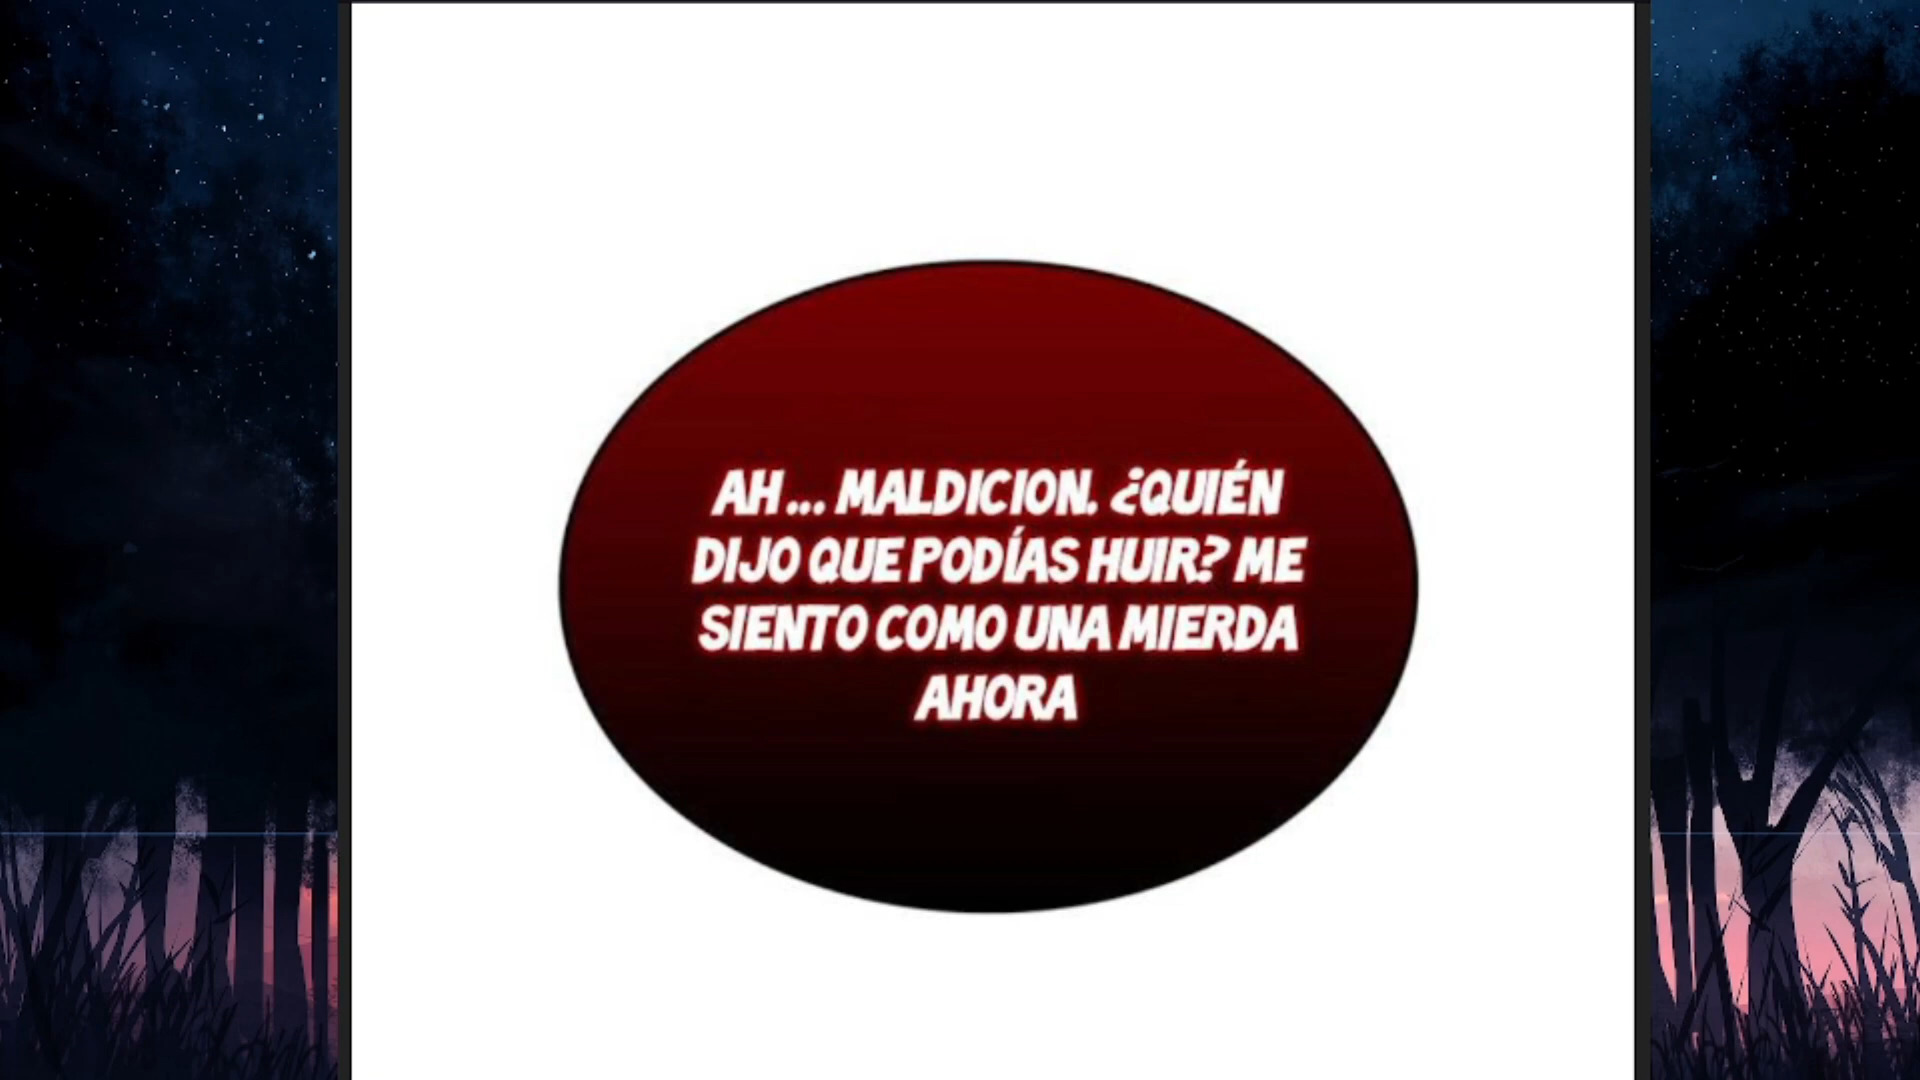 AH... MALDICION. ¿QUIÉN
DIJO QUE PODÍAS HUIR? ME
SIENTO COMO UNA MIERDA
AHORA